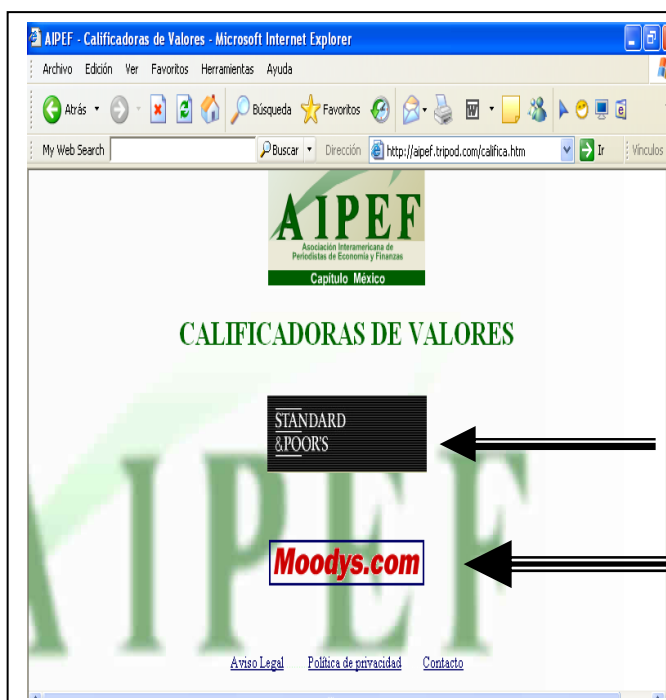 AIPEF - Calificadoras de Valores - Microsoft Internet Explorer
Archivo Edición Ver Favoritos Herramientas Ayuda
Atrás Búsqueda Favoritos
My Web Search Buscar Dirección http://aipef.tripod.com/califica.htm Ir Vínculos
AIPEF
Asociación Interamericana de
Periodistas de Economía y Finanzas
Capítulo México
CALIFICADORAS DE VALORES
STANDARD
&POOR'S
AIPEF
Moodys.com
Aviso Legal Política de privacidad Contacto